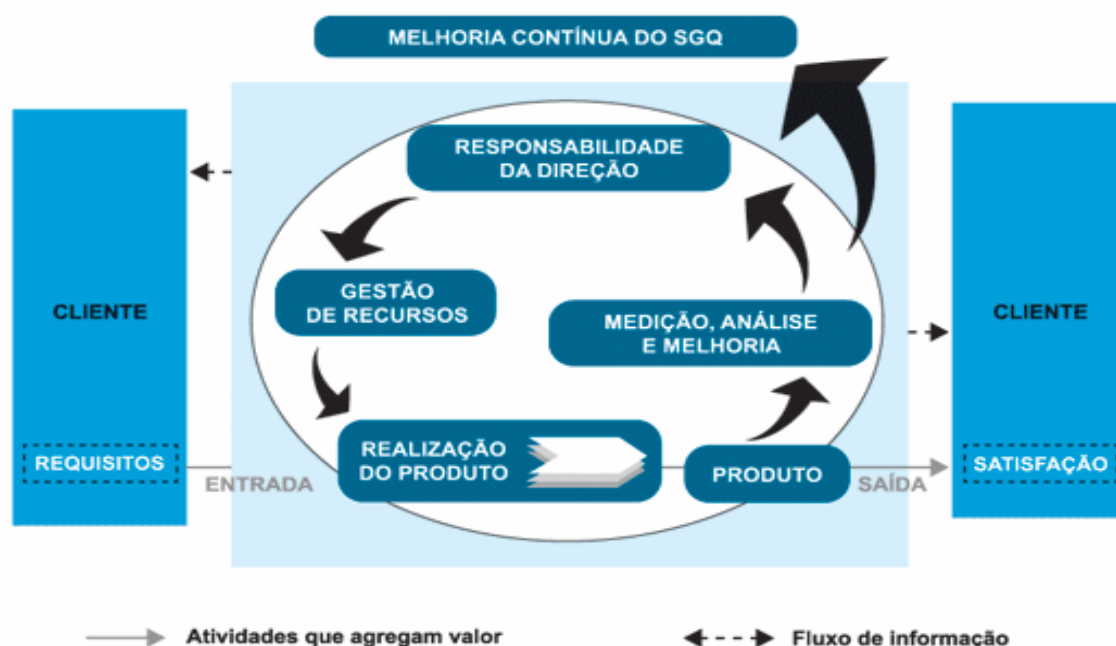 MELHORIA CONTÍNUA DO SGQ
RESPONSABILIDADE
DA DIREÇÃO
GESTÃO
DE RECURSOS
CLIENTE
MEDIÇÃO, ANÁLISE
E MELHORIA
CLIENTE
REQUISITOS
ENTRADA
REALIZAÇÃO
DO PRODUTO
PRODUTO
SAÍDA
SATISFAÇÃO
Atividades que agregam valor
Fluxo de informação